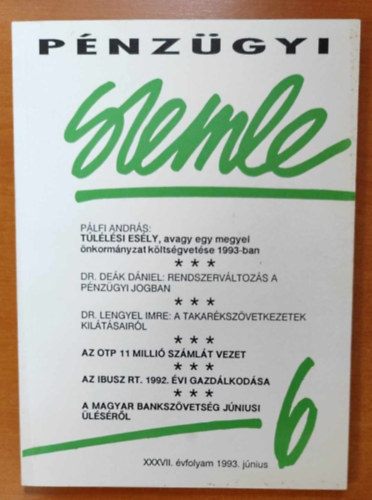 PÉNZÜGYI
szemle
PÁLFI ANDRÁS:
TÚLÉLÉSI ESÉLY, avagy egy megyei
önkormányzat költségvetése 1993-ban
* * *
DR. DEÁK DÁNIEL: RENDSZERVÁLTOZÁS A
PÉNZÜGYI JOGBAN
* * *
DR. LENGYEL IMRE: A TAKARÉKSZÖVETKEZETEK
KILÁTÁSAIRÓL
* * *
AZ OTP 11 MILLIÓ SZÁMLÁT VEZET
* * *
AZ IBUSZ RT. 1992. ÉVI GAZDÁLKODÁSA
* * *
A MAGYAR BANKSZÖVETSÉG JÚNIUSI
ÜLÉSÉRŐL
6
XXXVII. évfolyam 1993. június